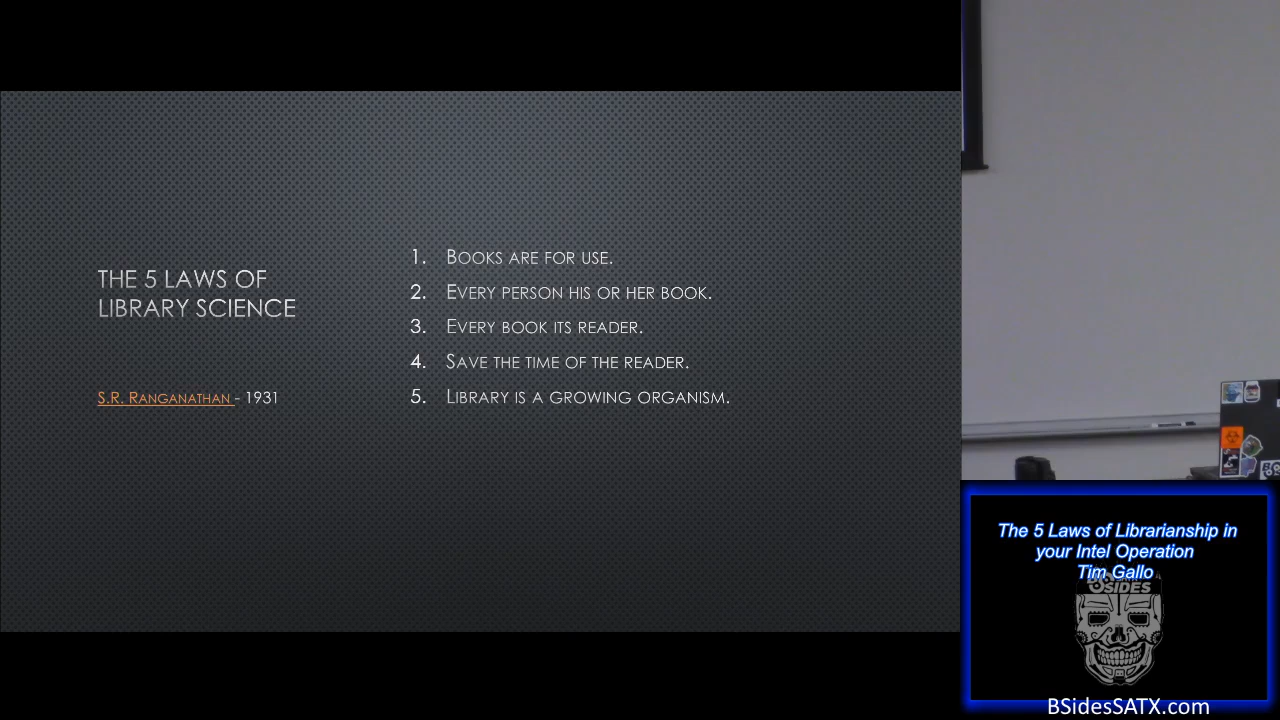 THE 5 LAWS OF
LIBRARY SCIENCE
S.R. RANGANATHAN - 1931
1. BOOKS ARE FOR USE.
2. EVERY PERSON HIS OR HER BOOK.
3. EVERY BOOK ITS READER.
4. SAVE THE TIME OF THE READER.
5. LIBRARY IS A GROWING ORGANISM.
The 5 Laws of Librarianship in
your Intel Operation
Tim Gallo
BSIDES
BSidesSATX.com